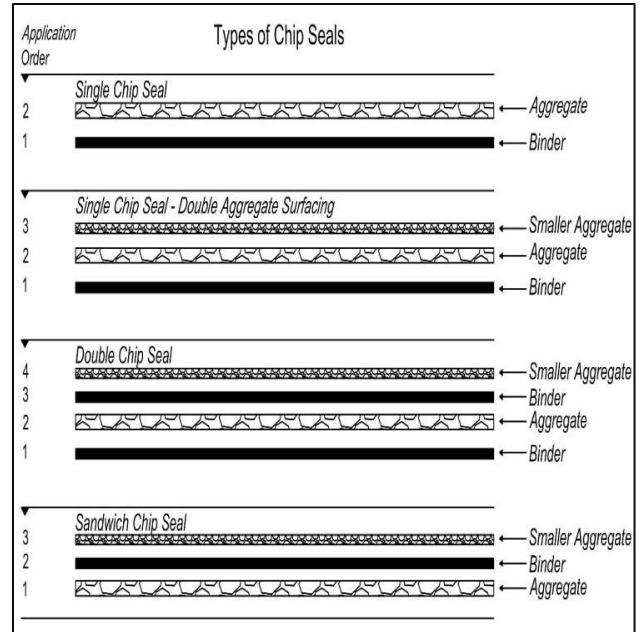 Application
Order
Types of Chip Seals
Single Chip Seal
2
Aggregate
1
Binder
Single Chip Seal - Double Aggregate Surfacing
3
Smaller Aggregate
2
Aggregate
1
Binder
Double Chip Seal
4
Smaller Aggregate
3
Binder
2
Aggregate
1
Binder
Sandwich Chip Seal
3
Smaller Aggregate
2
Binder
1
Aggregate